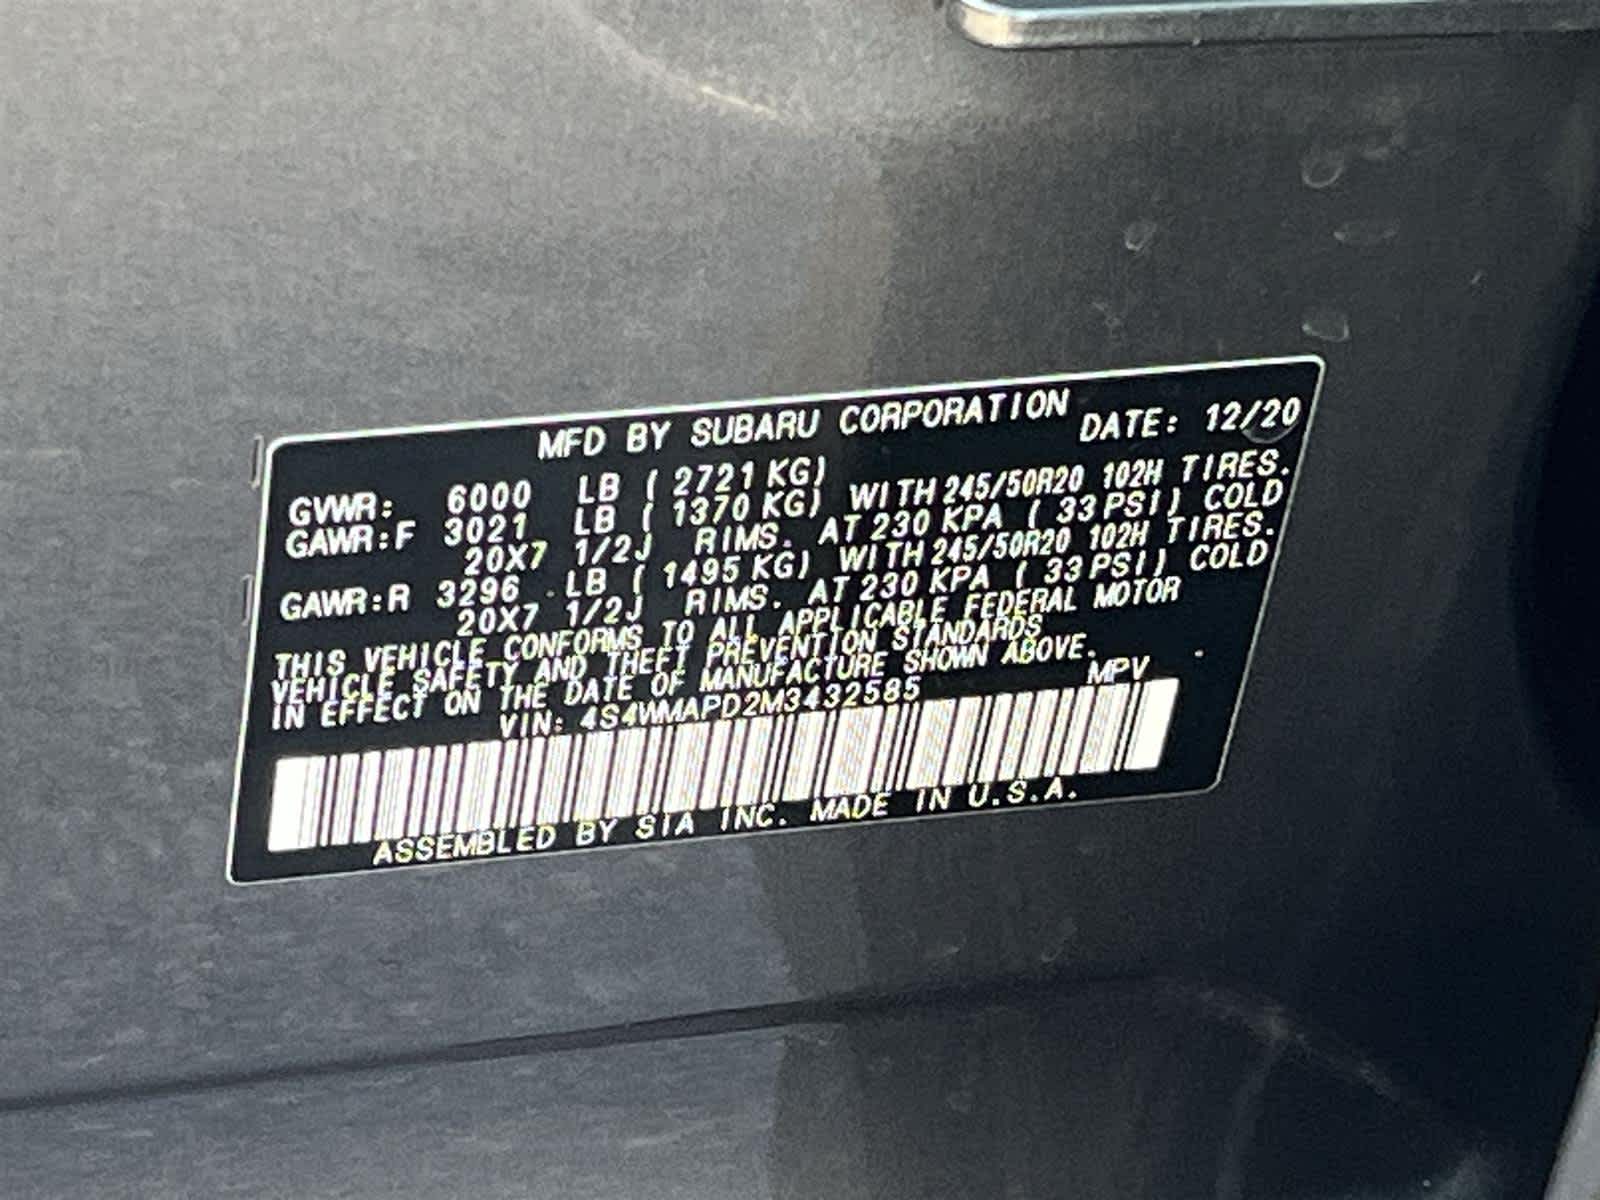 MFD BY SUBARU CORPORATION DATE: 12/20
GVWR: 6000 LB ( 2721 KG)
GAWR:F 3021 LB ( 1370 KG) WITH 245/50R20 102H TIRES.
20X7 1/2J RIMS. AT 230 KPA ( 33 PSI) COLD
GAWR:R 3296 LB ( 1495 KG) WITH 245/50R20 102H TIRES.
20X7 1/2J RIMS. AT 230 KPA ( 33 PSI) COLD
THIS VEHICLE CONFORMS TO ALL APPLICABLE FEDERAL MOTOR
VEHICLE SAFETY AND THEFT PREVENTION STANDARDS
IN EFFECT ON THE DATE OF MANUFACTURE SHOWN ABOVE.
VIN: 4S4WMAPD2M3432585 MPV
ASSEMBLED BY SIA INC. MADE IN U.S.A.